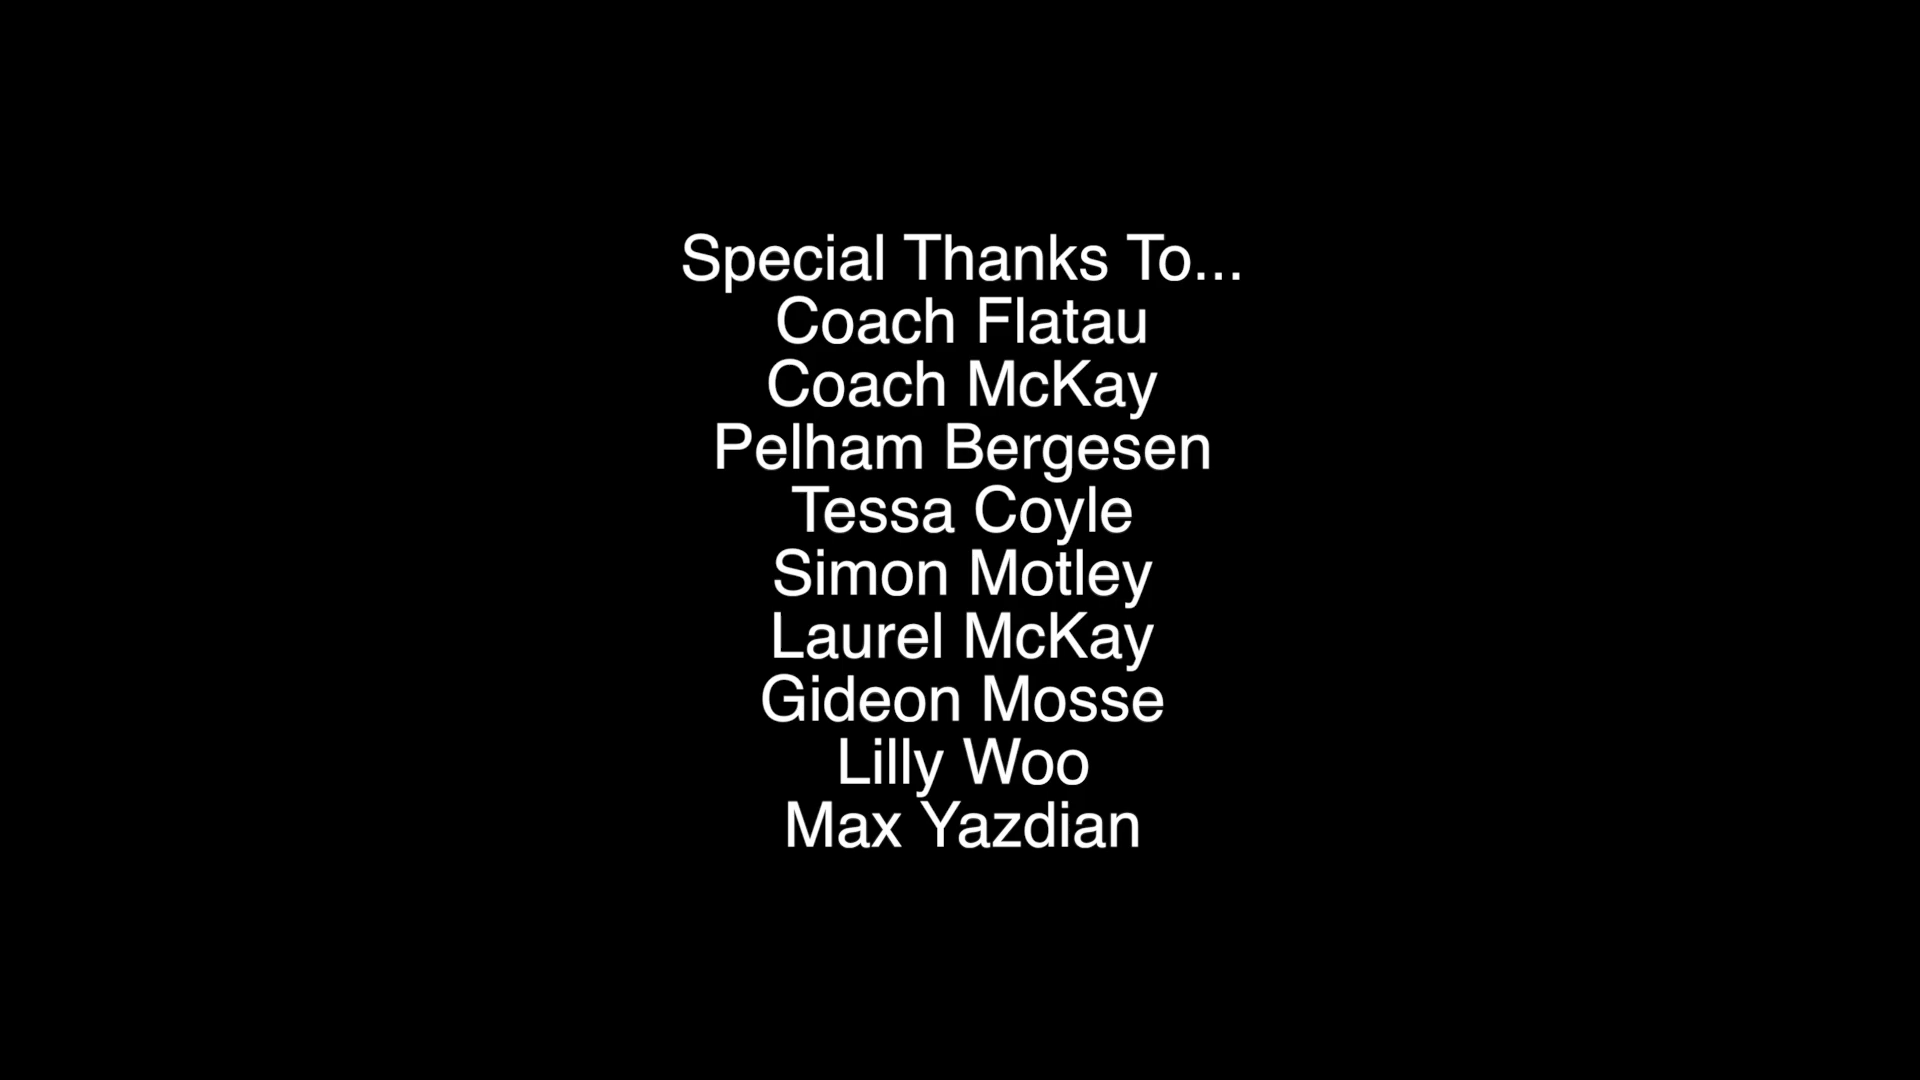 Special Thanks To...
Coach Flatau
Coach McKay
Pelham Bergesen
Tessa Coyle
Simon Motley
Laurel McKay
Gideon Mosse
Lilly Woo
Max Yazdian